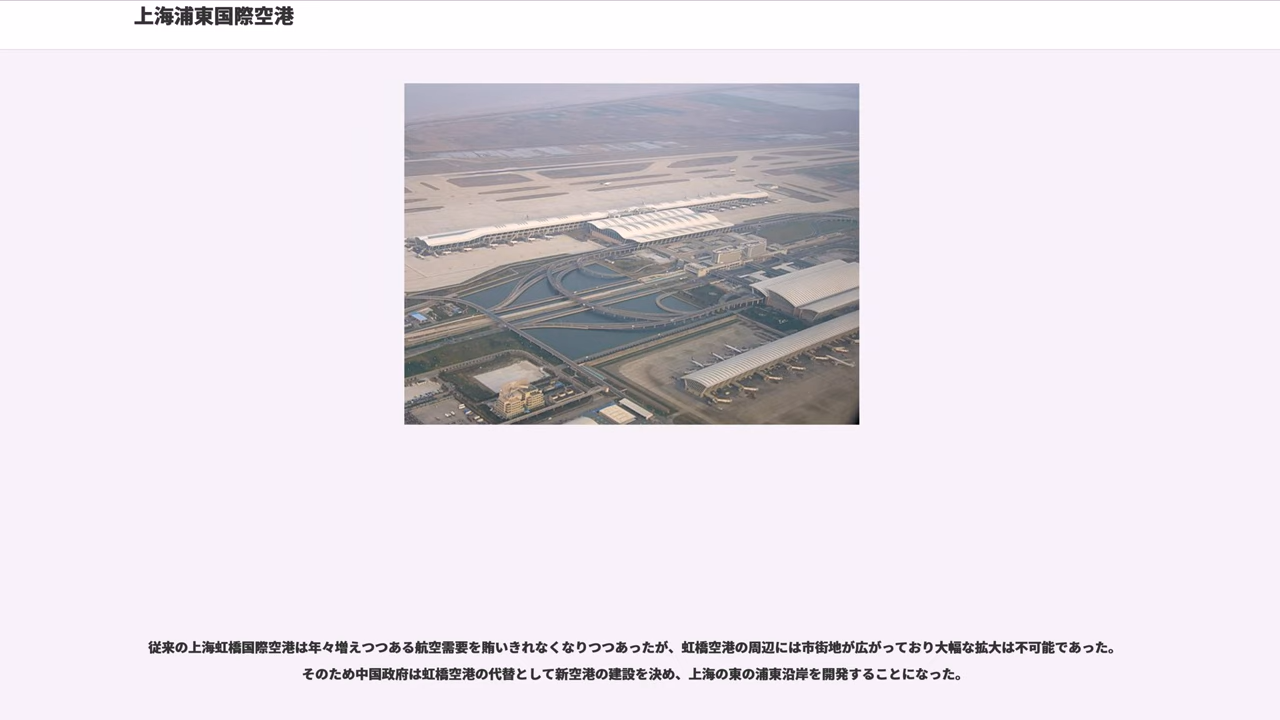 上海浦東国際空港
従来の上海虹橋国際空港は年々増えつつある航空需要を賄いきれなくなりつつあったが、虹橋空港の周辺には市街地が広がっており大幅な拡大は不可能であった。
そのため中国政府は虹橋空港の代替として新空港の建設を決め、上海の東の浦東沿岸を開発することになった。